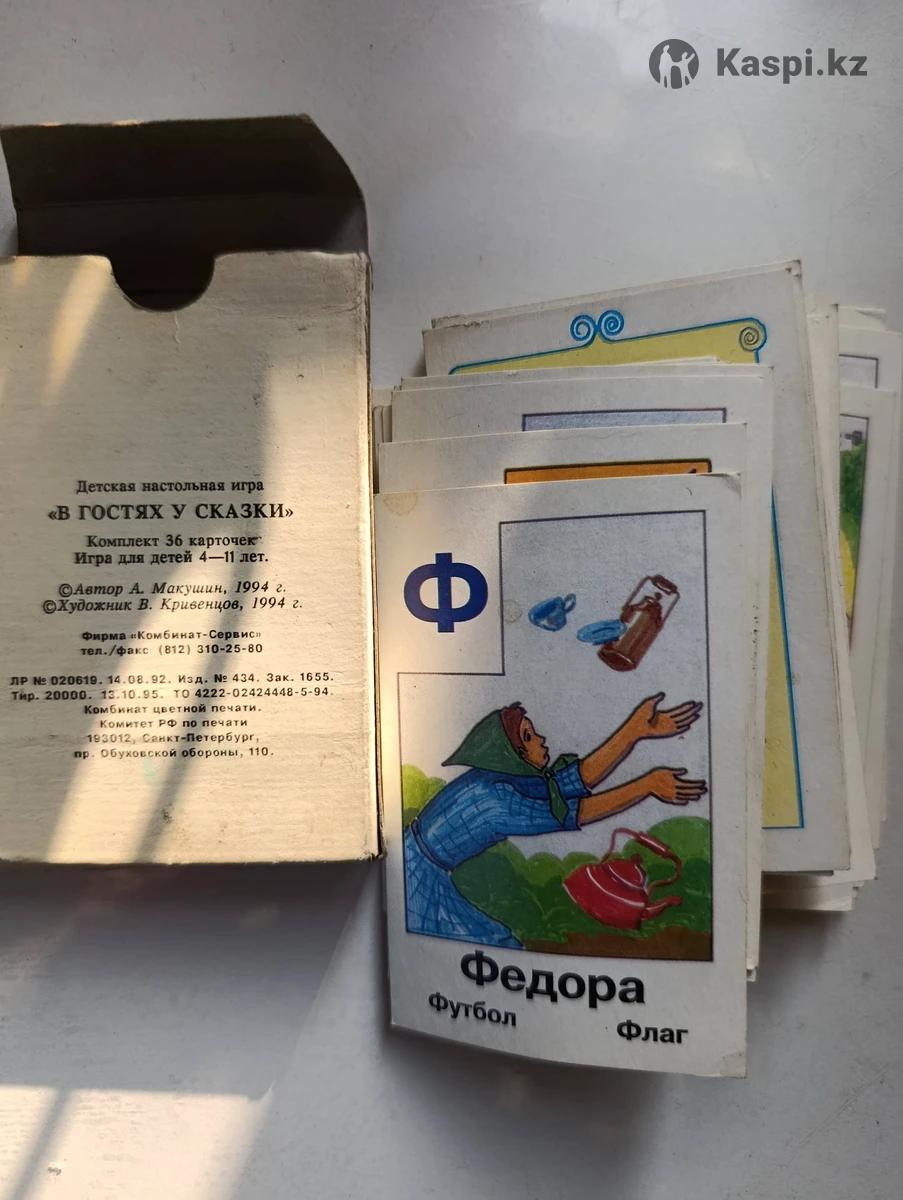 Kaspi.kz
Детская настольная игра
«В ГОСТЯХ У СКАЗКИ»
Комплект 36 карточек
Игра для детей 4—11 лет.
©Автор А. Макушин, 1994 г.
©Художник В. Кривенцов, 1994 г.
Фирма «Комбинат-Сервис»
тел./факс (812) 310-25-80
ЛР № 020619. 14.08.92. Изд. № 434. Зак. 1655.
Тир. 20000. 13.10.95. ТО 4222-02424448-5-94.
Комбинат цветной печати.
Комитет РФ по печати
193012, Санкт-Петербург,
пр. Обуховской обороны, 110.
Ф
Федора
Футбол
Флаг